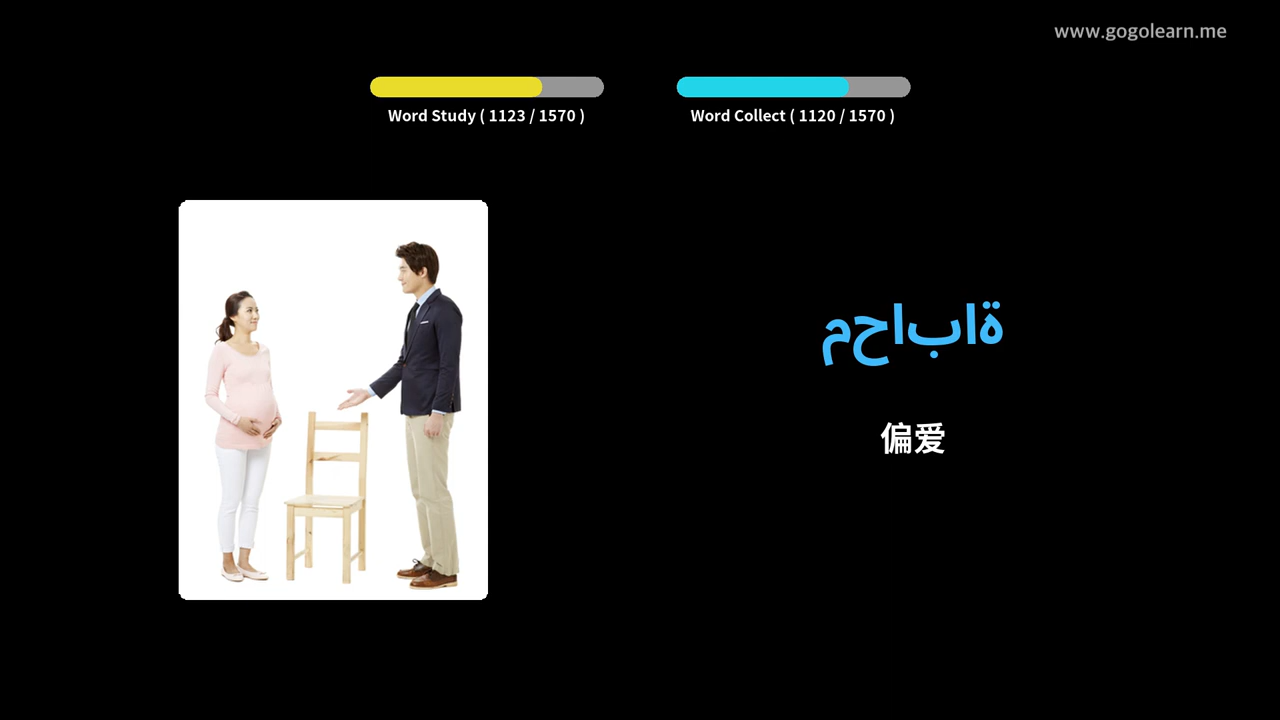 www.gogolearn.me
Word Study ( 1123 / 1570 )
Word Collect ( 1120 / 1570 )
محاباة
偏爱